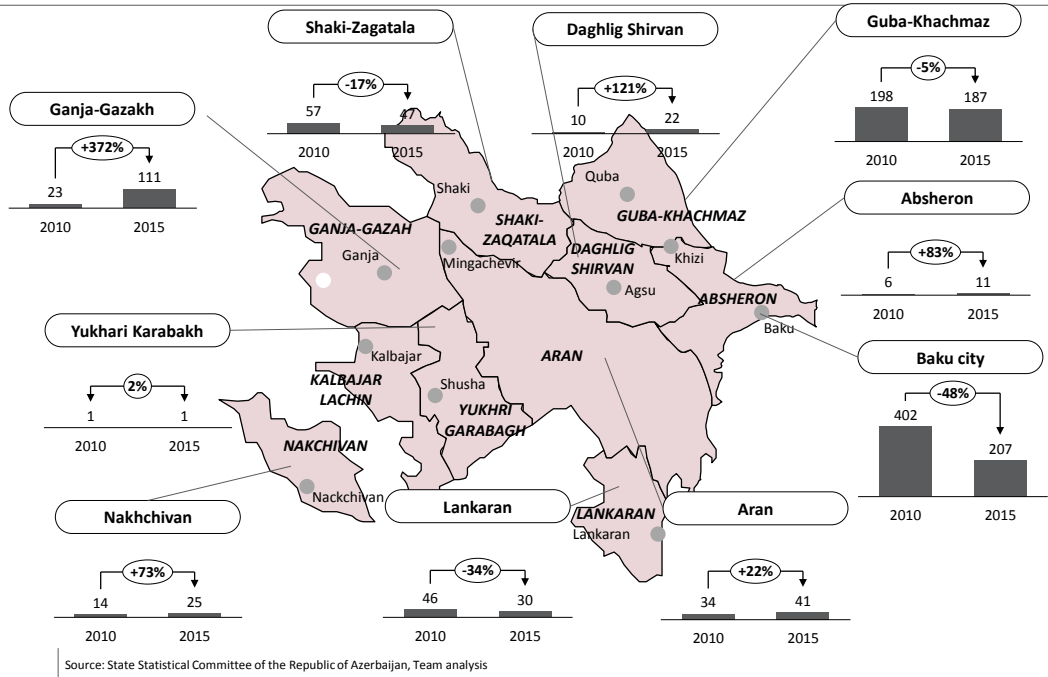 Shaki-Zagatala
-17%
57
47
2010
2015
Daghlig Shirvan
+121%
10
22
2010
2015
Guba-Khachmaz
-5%
198
187
2010
2015
Ganja-Gazakh
+372%
23
111
2010
2015
Absheron
+83%
6
11
2010
2015
Yukhari Karabakh
2%
1
1
2010
2015
Baku city
-48%
402
207
2010
2015
Quba
Shaki
GUBA-KHACHMAZ
SHAKI-
ZAQATALA
GANJA-GAZAH
Ganja
Mingachevir
DAGHLIG
SHIRVAN
Khizi
Agsu
ABSHERON
Baku
ARAN
Kalbajar
KALBAJAR
LACHIN
Shusha
YUKHRI
GARABAGH
NAKCHIVAN
Nackchivan
LANKARAN
Lankaran
Nakhchivan
+73%
14
25
2010
2015
Lankaran
-34%
46
30
2010
2015
Aran
+22%
34
41
2010
2015
Source: State Statistical Committee of the Republic of Azerbaijan, Team analysis